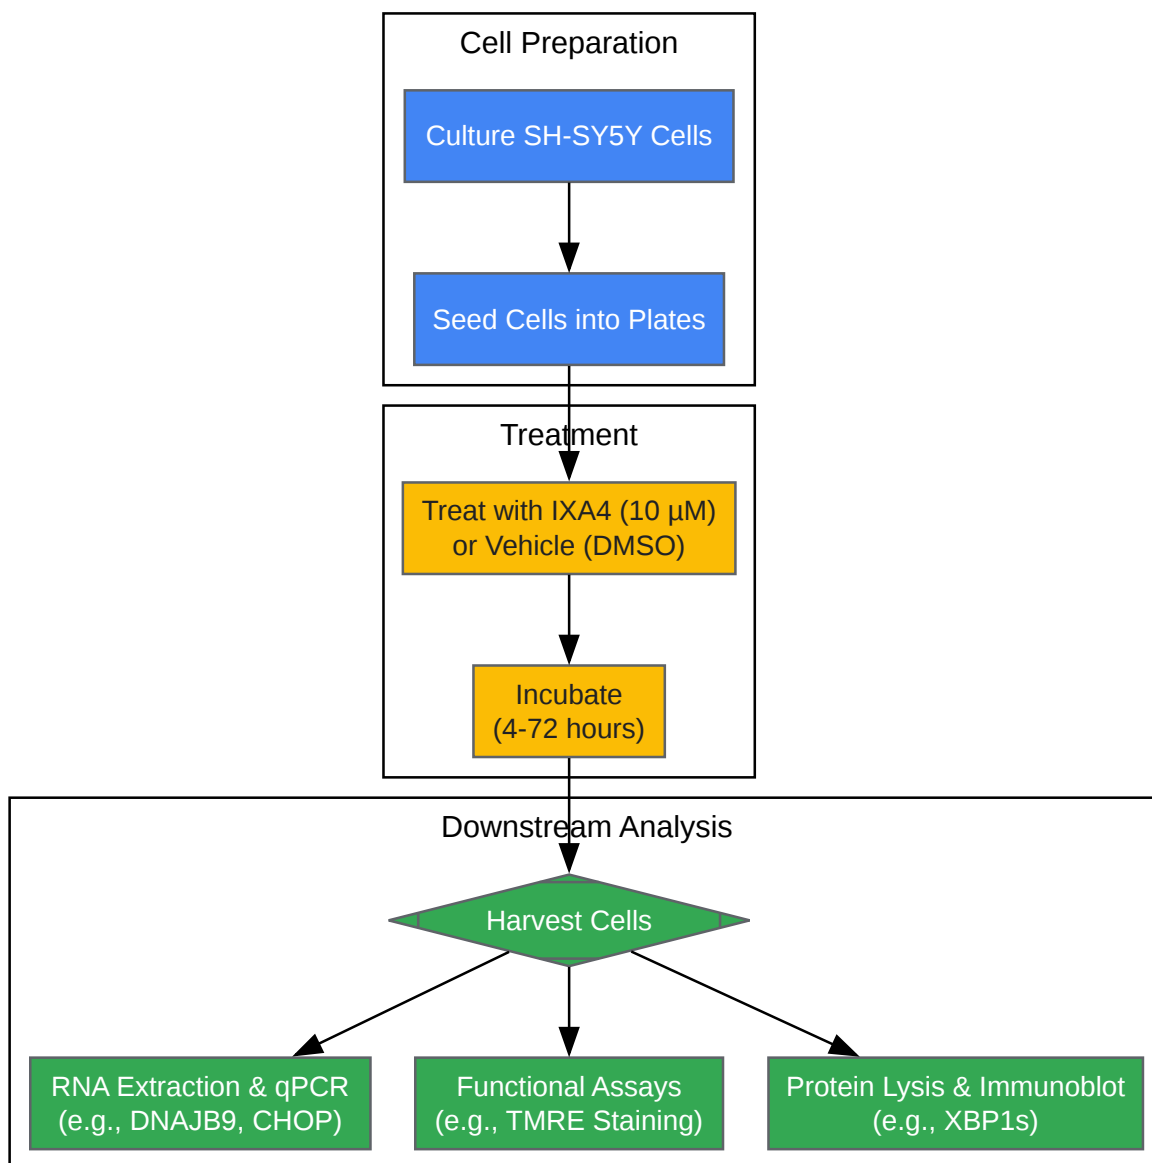 Cell Preparation
Culture SH-SY5Y Cells
Seed Cells into Plates
Treatment
Treat with IXA4 (10 µM)
or Vehicle (DMSO)
Incubate
(4-72 hours)
Downstream Analysis
Harvest Cells
RNA Extraction & qPCR
(e.g., DNAJB9, CHOP)
Functional Assays
(e.g., TMRE Staining)
Protein Lysis & Immunoblot
(e.g., XBP1s)